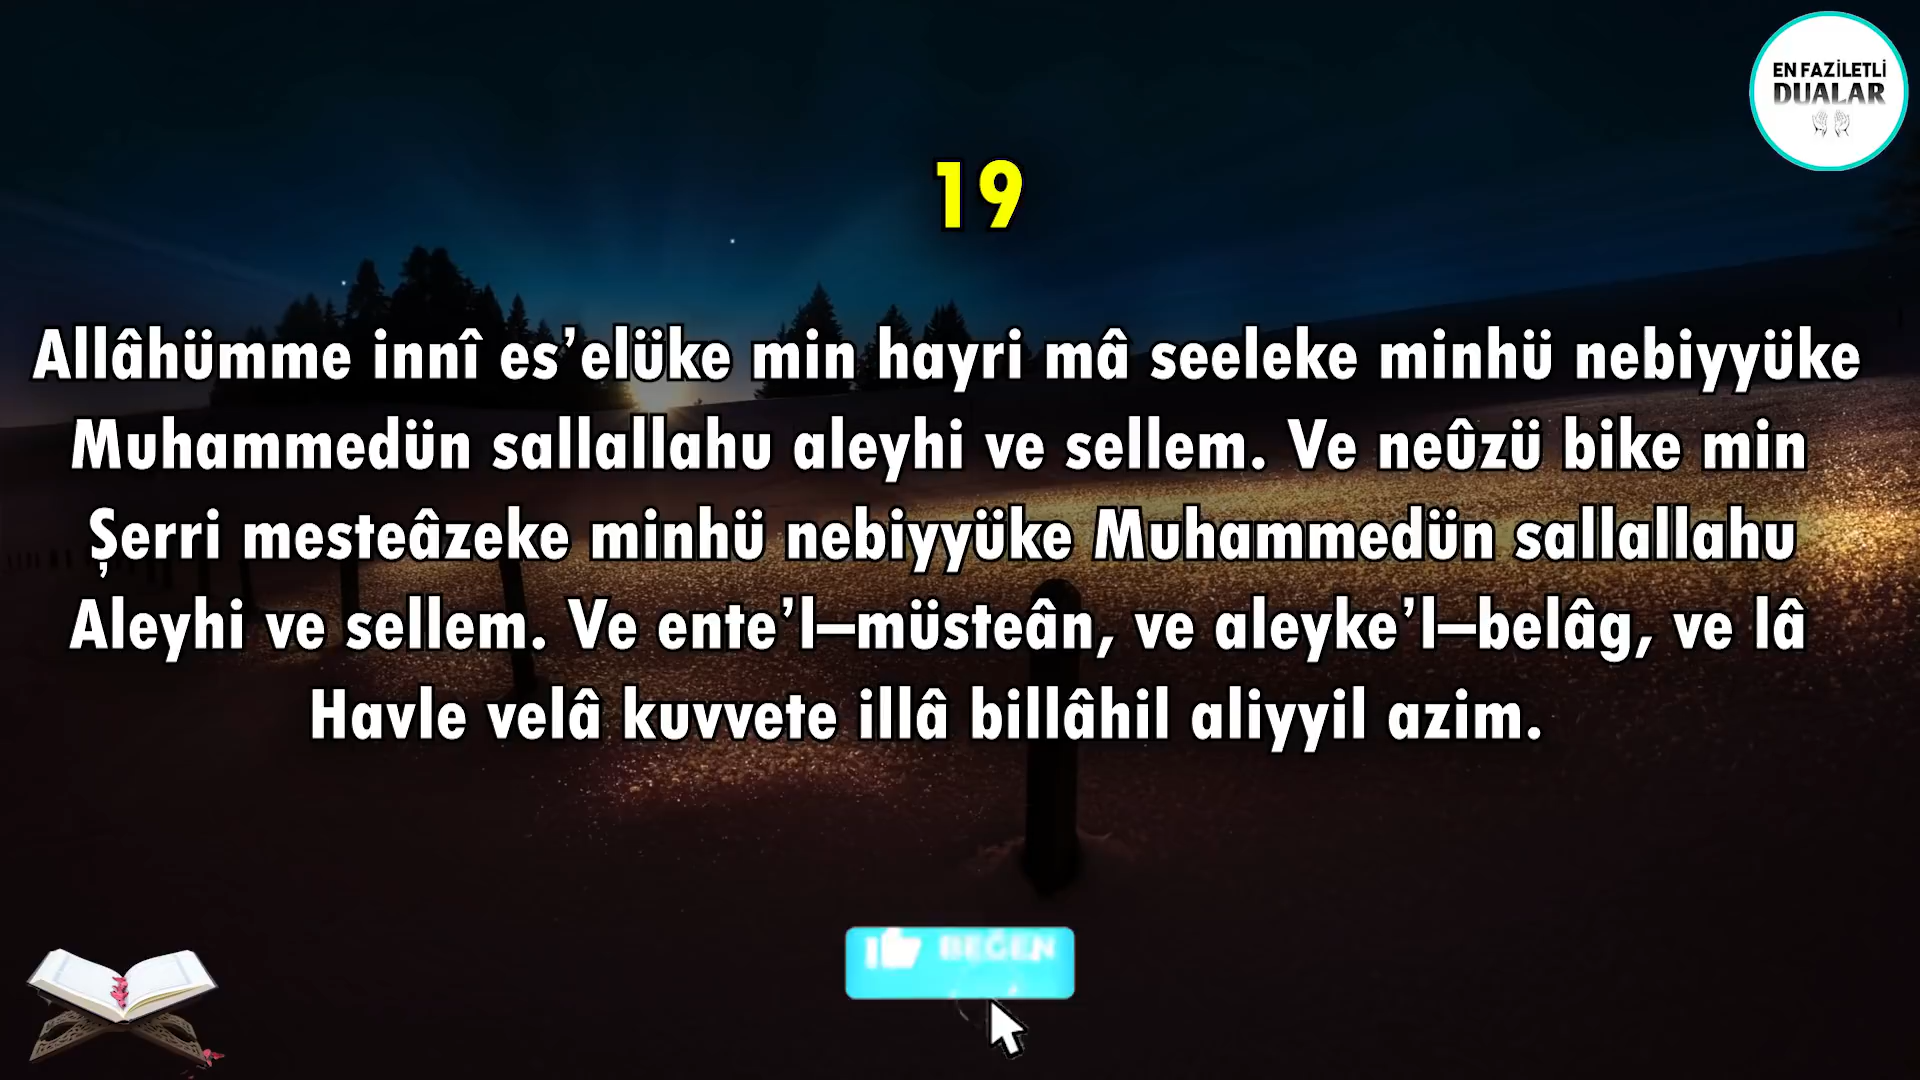 EN FAZİLETLİ
DUALAR
19
Allâhümme innî es’elüke min hayri mâ seeleke minhü nebiyyüke
Muhammedün sallallahu aleyhi ve sellem. Ve neûzü bike min
Şerri mesteâzeke minhü nebiyyüke Muhammedün sallallahu
Aleyhi ve sellem. Ve ente’l–müsteân, ve aleyke’l–belâg, ve lâ
Havle velâ kuvvete illâ billâhil aliyyil azim.
BEĞEN